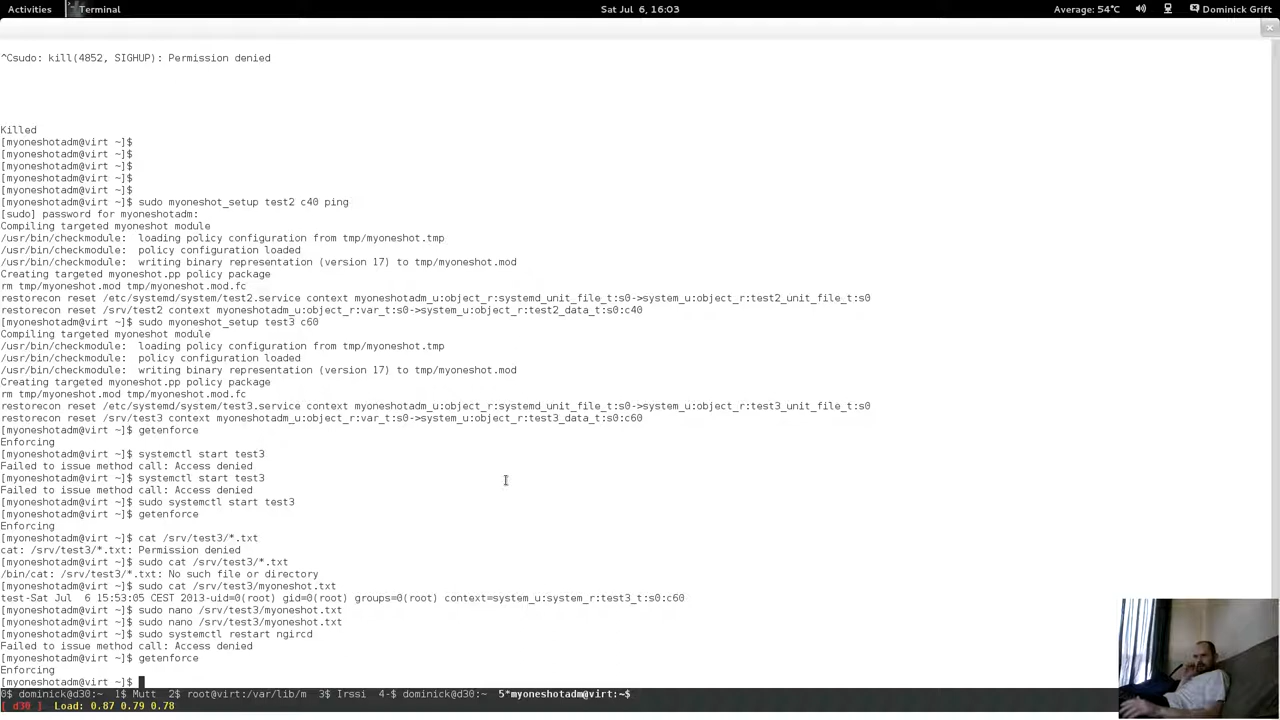 Activities Terminal Sat Jul 6, 16:03 Average: 54°C Dominick Grift
^Csudo: kill(4852, SIGHUP): Permission denied
Killed
[myoneshotadm@virt ~]$
[myoneshotadm@virt ~]$
[myoneshotadm@virt ~]$
[myoneshotadm@virt ~]$
[myoneshotadm@virt ~]$
[myoneshotadm@virt ~]$ sudo myoneshot_setup test2 c40 ping
[sudo] password for myoneshotadm:
Compiling targeted myoneshot module
/usr/bin/checkmodule:  loading policy configuration from tmp/myoneshot.tmp
/usr/bin/checkmodule:  policy configuration loaded
/usr/bin/checkmodule:  writing binary representation (version 17) to tmp/myoneshot.mod
Creating targeted myoneshot.pp policy package
rm tmp/myoneshot.mod tmp/myoneshot.mod.fc
restorecon reset /etc/systemd/system/test2.service context myoneshotadm_u:object_r:systemd_unit_file_t:s0->system_u:object_r:test2_unit_file_t:s0
restorecon reset /srv/test2 context myoneshotadm_u:object_r:var_t:s0->system_u:object_r:test2_data_t:s0:c40
[myoneshotadm@virt ~]$ sudo myoneshot_setup test3 c60
Compiling targeted myoneshot module
/usr/bin/checkmodule:  loading policy configuration from tmp/myoneshot.tmp
/usr/bin/checkmodule:  policy configuration loaded
/usr/bin/checkmodule:  writing binary representation (version 17) to tmp/myoneshot.mod
Creating targeted myoneshot.pp policy package
rm tmp/myoneshot.mod tmp/myoneshot.mod.fc
restorecon reset /etc/systemd/system/test3.service context myoneshotadm_u:object_r:systemd_unit_file_t:s0->system_u:object_r:test3_unit_file_t:s0
restorecon reset /srv/test3 context myoneshotadm_u:object_r:var_t:s0->system_u:object_r:test3_data_t:s0:c60
[myoneshotadm@virt ~]$ getenforce
Enforcing
[myoneshotadm@virt ~]$ systemctl start test3
Failed to issue method call: Access denied
[myoneshotadm@virt ~]$ systemctl start test3
Failed to issue method call: Access denied
[myoneshotadm@virt ~]$ sudo systemctl start test3
[myoneshotadm@virt ~]$ getenforce
Enforcing
[myoneshotadm@virt ~]$ cat /srv/test3/*.txt
cat: /srv/test3/*.txt: Permission denied
[myoneshotadm@virt ~]$ sudo cat /srv/test3/*.txt
/bin/cat: /srv/test3/*.txt: No such file or directory
[myoneshotadm@virt ~]$ sudo cat /srv/test3/myoneshot.txt
test-Sat Jul  6 15:53:05 CEST 2013-uid=0(root) gid=0(root) groups=0(root) context=system_u:system_r:test3_t:s0:c60
[myoneshotadm@virt ~]$ sudo nano /srv/test3/myoneshot.txt
[myoneshotadm@virt ~]$ sudo nano /srv/test3/myoneshot.txt
[myoneshotadm@virt ~]$ sudo systemctl restart ngircd
Failed to issue method call: Access denied
[myoneshotadm@virt ~]$ getenforce
Enforcing
[myoneshotadm@virt ~]$
0$ dominick@d30:~  1$ Mutt  2$ root@virt:/var/lib/m  3$ Irssi  4-$ dominick@d30:~  5*myoneshotadm@virt:~$
[ d30 ]  Load: 0.87 0.79 0.78